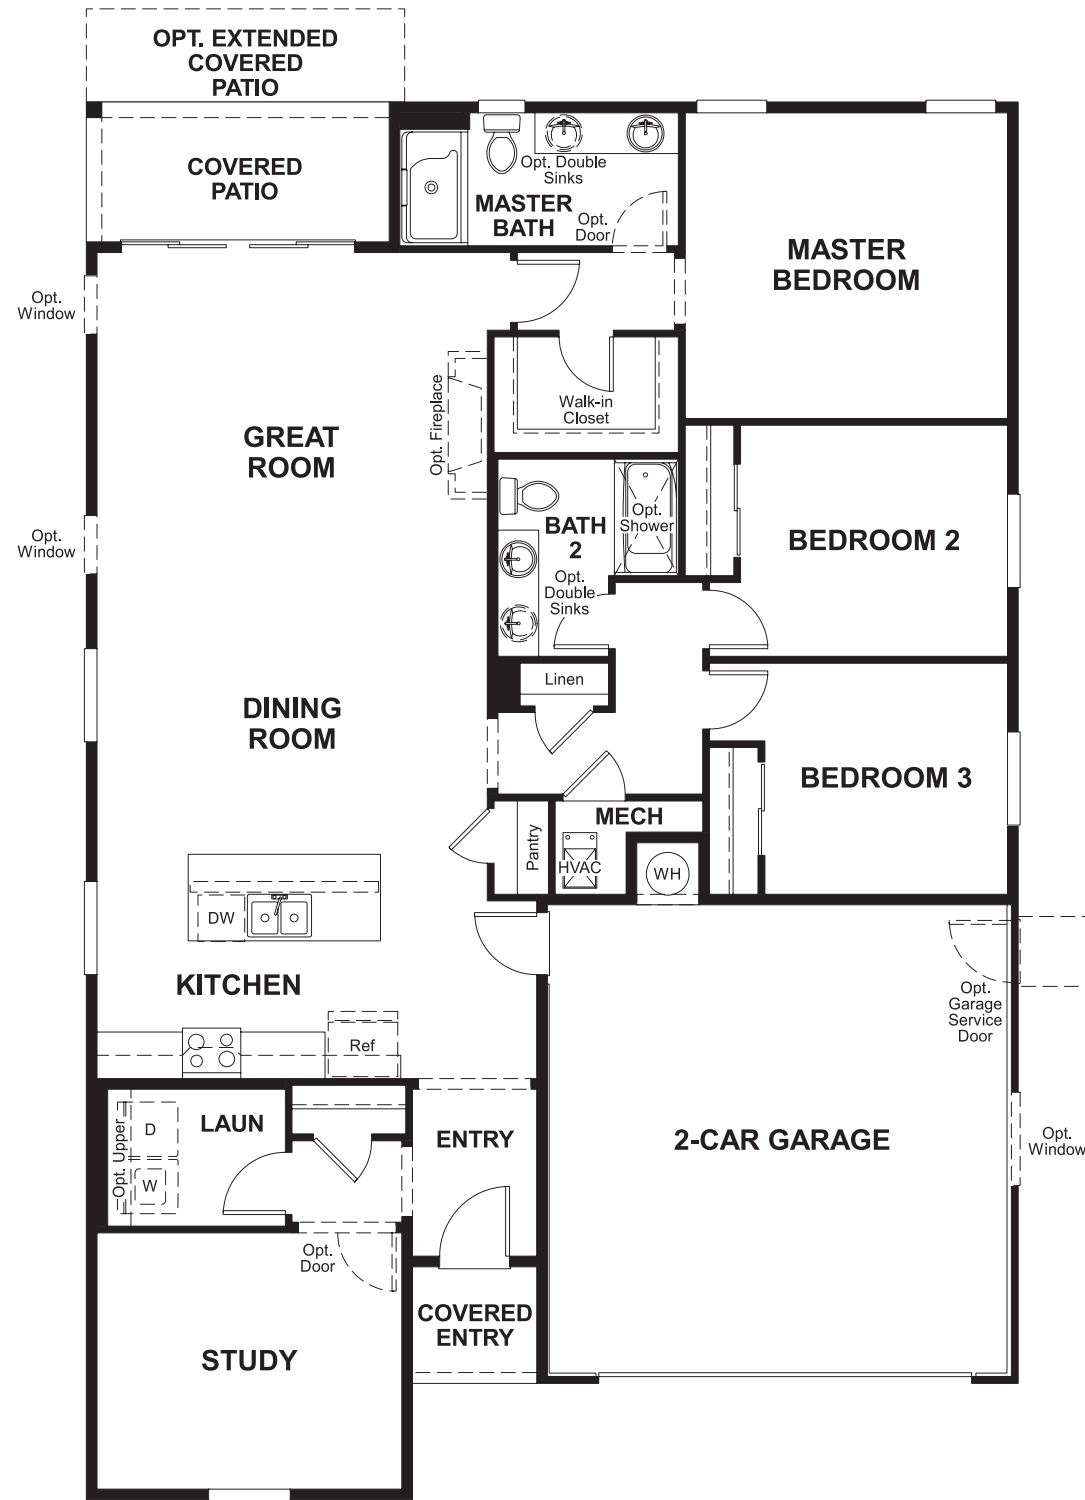 OPT. EXTENDED
COVERED
PATIO
COVERED
PATIO
Opt. Double
Sinks
MASTER
BATH
Opt.
Door
MASTER
BEDROOM
Opt.
Window
Walk-in
Closet
Opt. Fireplace
GREAT
ROOM
Opt.
Window
BATH
2
Opt.
Shower
Opt.
Double
Sinks
BEDROOM 2
Linen
DINING
ROOM
BEDROOM 3
MECH
Pantry
HVAC
WH
DW
KITCHEN
Ref
Opt.
Garage
Service
Door
LAUN
D
W
Opt. Upper
ENTRY
2-CAR GARAGE
Opt.
Window
Opt.
Door
COVERED
ENTRY
STUDY